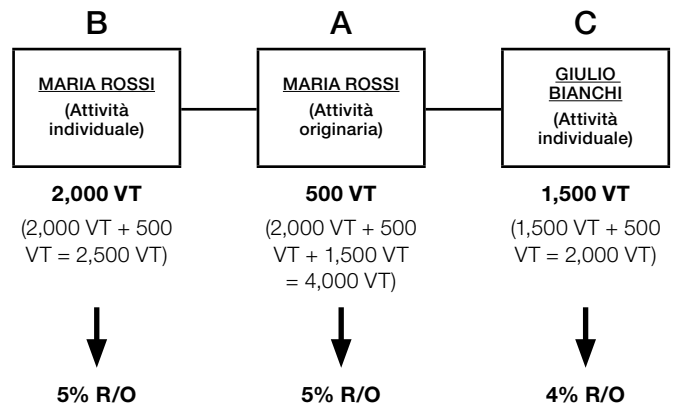 B
MARIA ROSSI
(Attività
individuale)
2,000 VT
(2,000 VT + 500
VT = 2,500 VT)
5% R/O
A
MARIA ROSSI
(Attività
originaria)
500 VT
(2,000 VT + 500
VT + 1,500 VT
= 4,000 VT)
5% R/O
C
GIULIO
BIANCHI
(Attività
individuale)
1,500 VT
(1,500 VT + 500
VT = 2,000 VT)
4% R/O